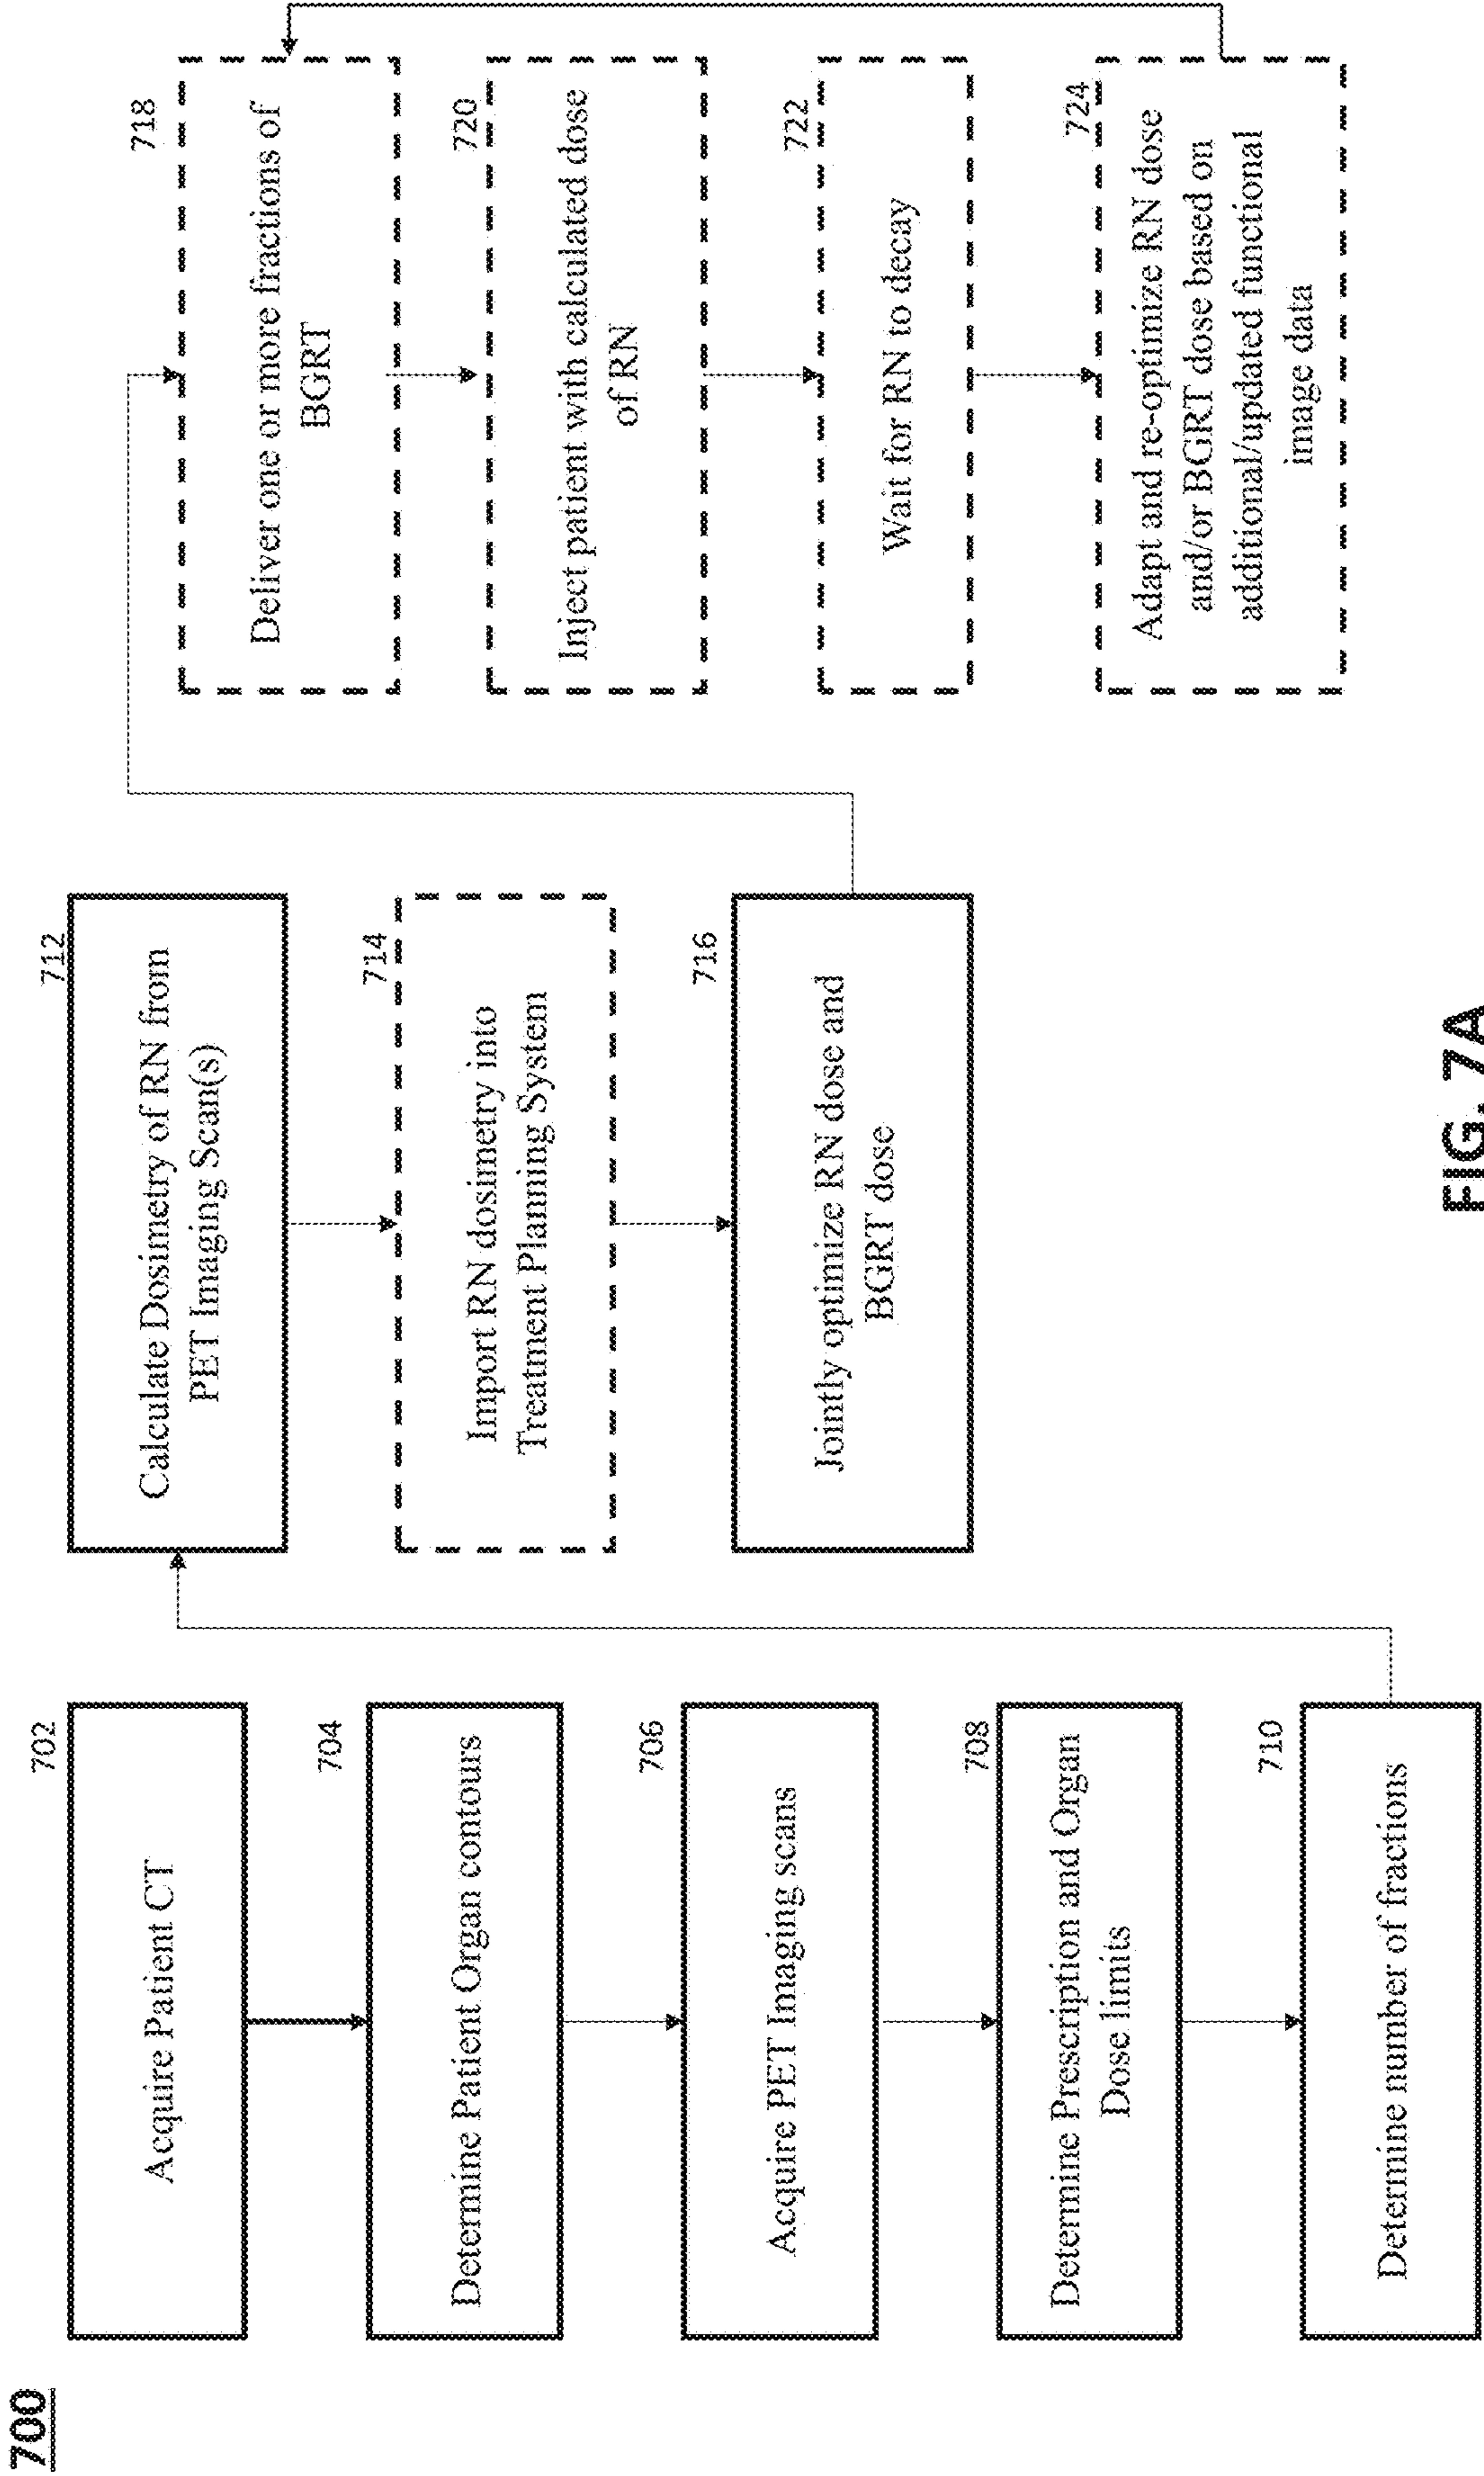 700
702
Acquire Patient CT
704
Determine Patient Organ contours
706
Acquire PET Imaging scans
708
Determine Prescription and Organ
Dose limits
710
Determine number of fractions
712
Calculate Dosimetry of RN from
PET Imaging Scan(s)
714
Import RN dosimetry into
Treatment Planning System
716
Jointly optimize RN dose and
BGRT dose
718
Deliver one or more fractions of
BGRT
720
Inject patient with calculated dose
of RN
722
Wait for RN to decay
724
Adapt and re-optimize RN dose
and/or BGRT dose based on
additional/updated functional
image data
FIG. 7A